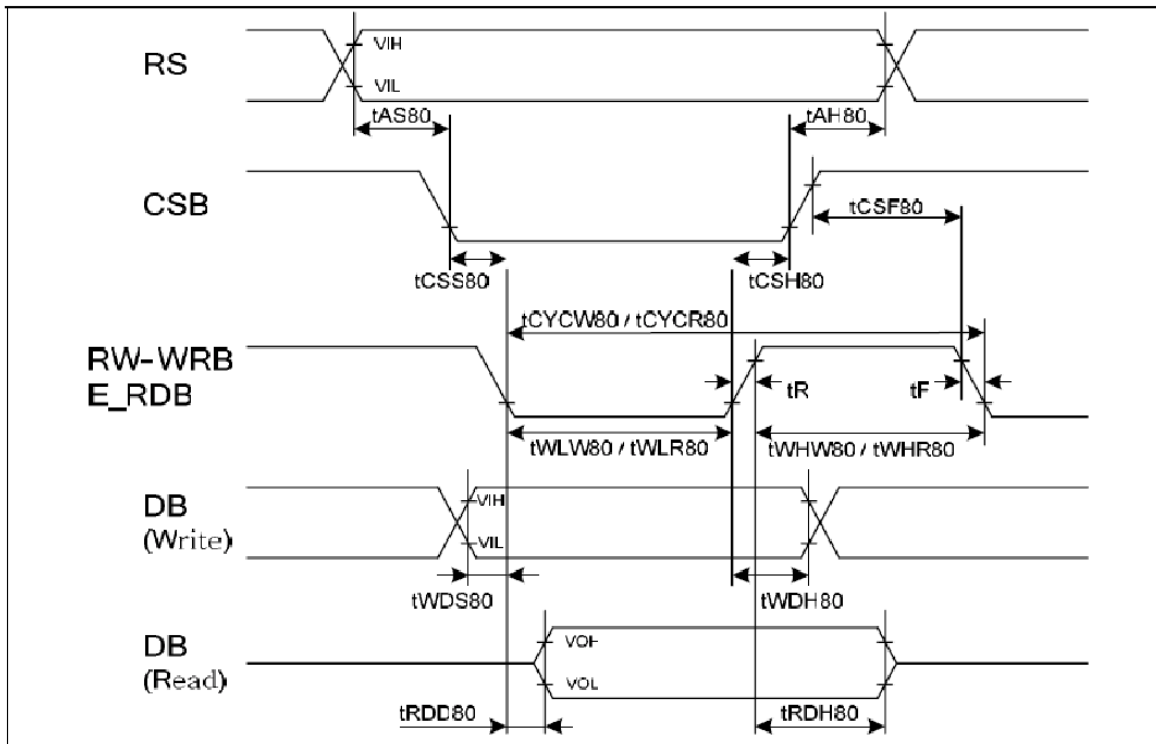 RS
VIH
VIL
tAS80
tAH80
CSB
tCSF80
tCSS80
tCSH80
tCYCW80 / tCYCR80
RW-WRB
E_RDB
tR
tF
tWLW80 / tWLR80
tWHW80 / tWHR80
DB
(Write)
VIH
VIL
tWDS80
tWDH80
DB
(Read)
VOH
VOL
tRDD80
tRDH80